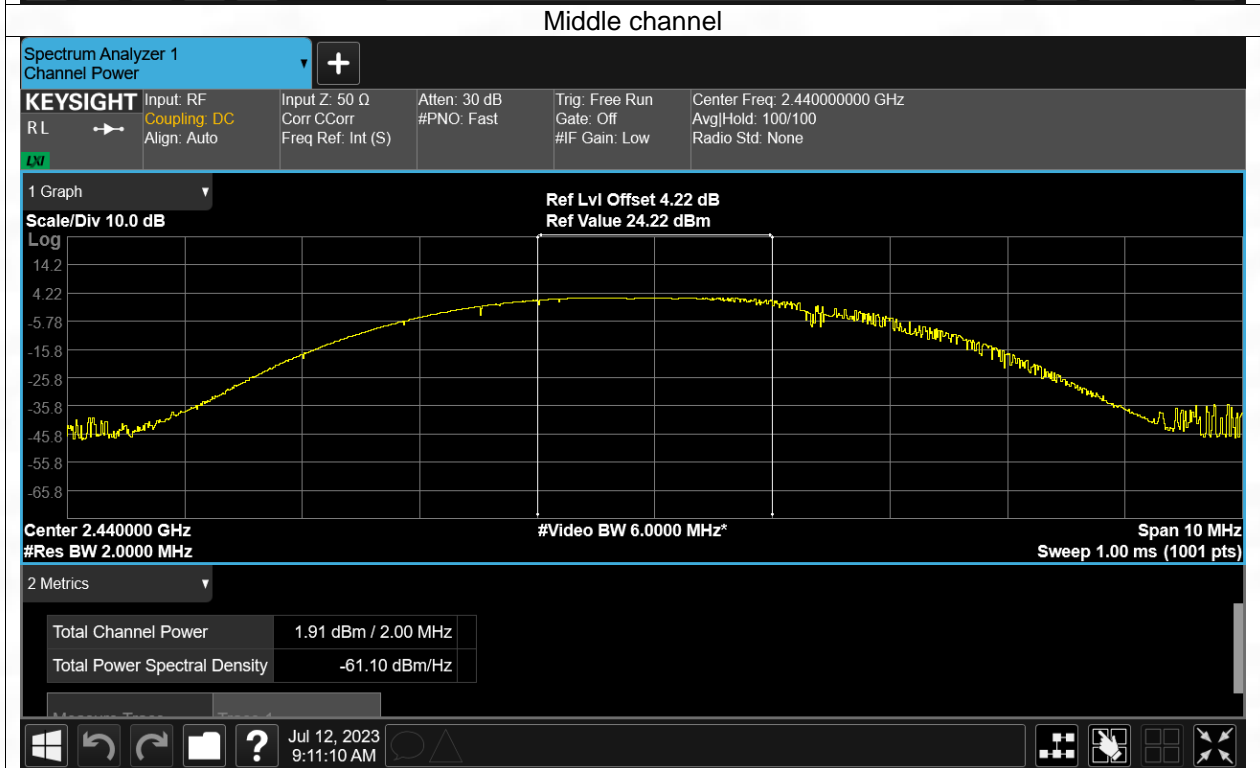 Middle channel
Spectrum Analyzer 1
Channel Power
+
KEYSIGHT
R L
LXI
Input: RF
Coupling: DC
Align: Auto
Input Z: 50 Ω
Corr CCorr
Freq Ref: Int (S)
Atten: 30 dB
#PNO: Fast
Trig: Free Run
Gate: Off
#IF Gain: Low
Center Freq: 2.440000000 GHz
Avg|Hold: 100/100
Radio Std: None
1 Graph
Ref Lvl Offset 4.22 dB
Scale/Div 10.0 dB
Ref Value 24.22 dBm
Log
14.2
4.22
-5.78
-15.8
-25.8
-35.8
-45.8
-55.8
-65.8
Center 2.440000 GHz
#Video BW 6.0000 MHz*
Span 10 MHz
#Res BW 2.0000 MHz
Sweep 1.00 ms (1001 pts)
2 Metrics
Total Channel Power 1.91 dBm / 2.00 MHz
Total Power Spectral Density -61.10 dBm/Hz
?
Jul 12, 2023
9:11:10 AM